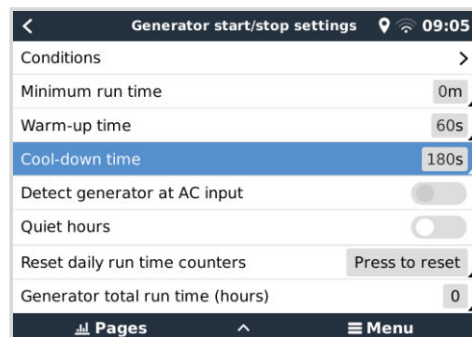 Generator start/stop settings 09:05
Conditions
Minimum run time 0m
Warm-up time 60s
Cool-down time 180s
Detect generator at AC input
Quiet hours
Reset daily run time counters Press to reset
Generator total run time (hours) 0
Pages Menu